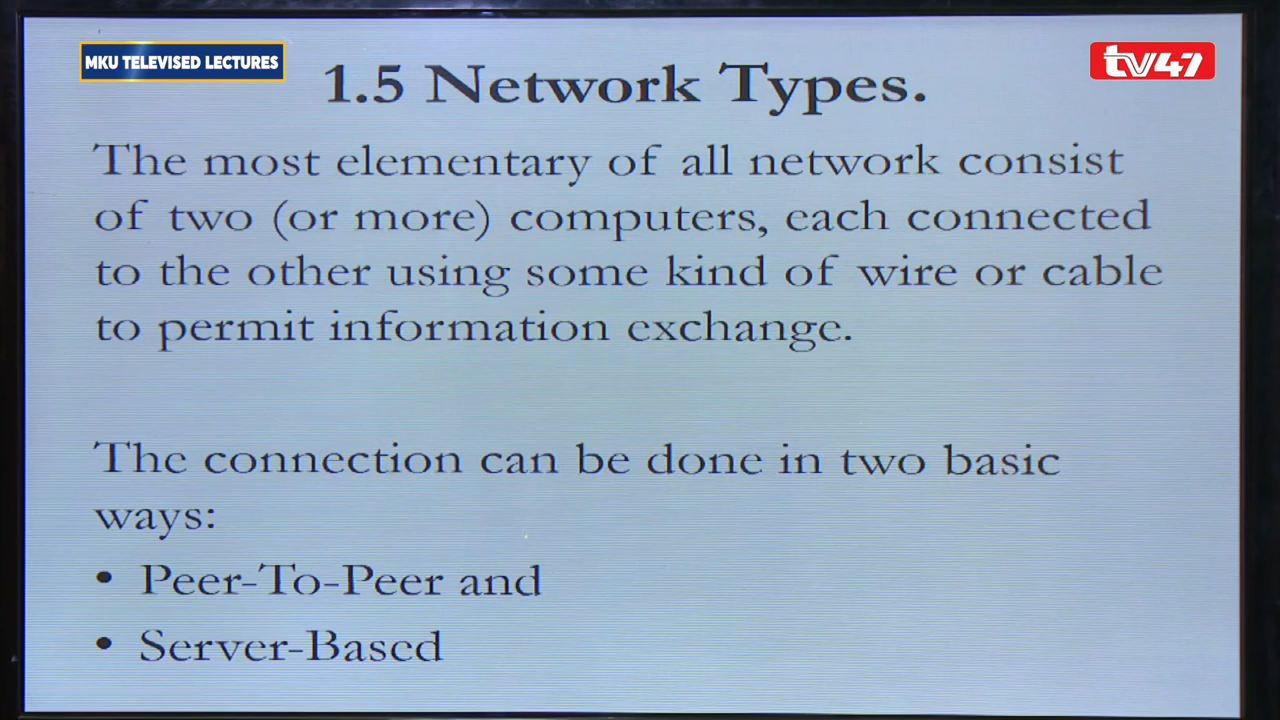 MKU TELEVISED LECTURES
tv47
1.5 Network Types.
The most elementary of all network consist
of two (or more) computers, each connected
to the other using some kind of wire or cable
to permit information exchange.
The connection can be done in two basic
ways:
• Peer-To-Peer and
• Server-Based